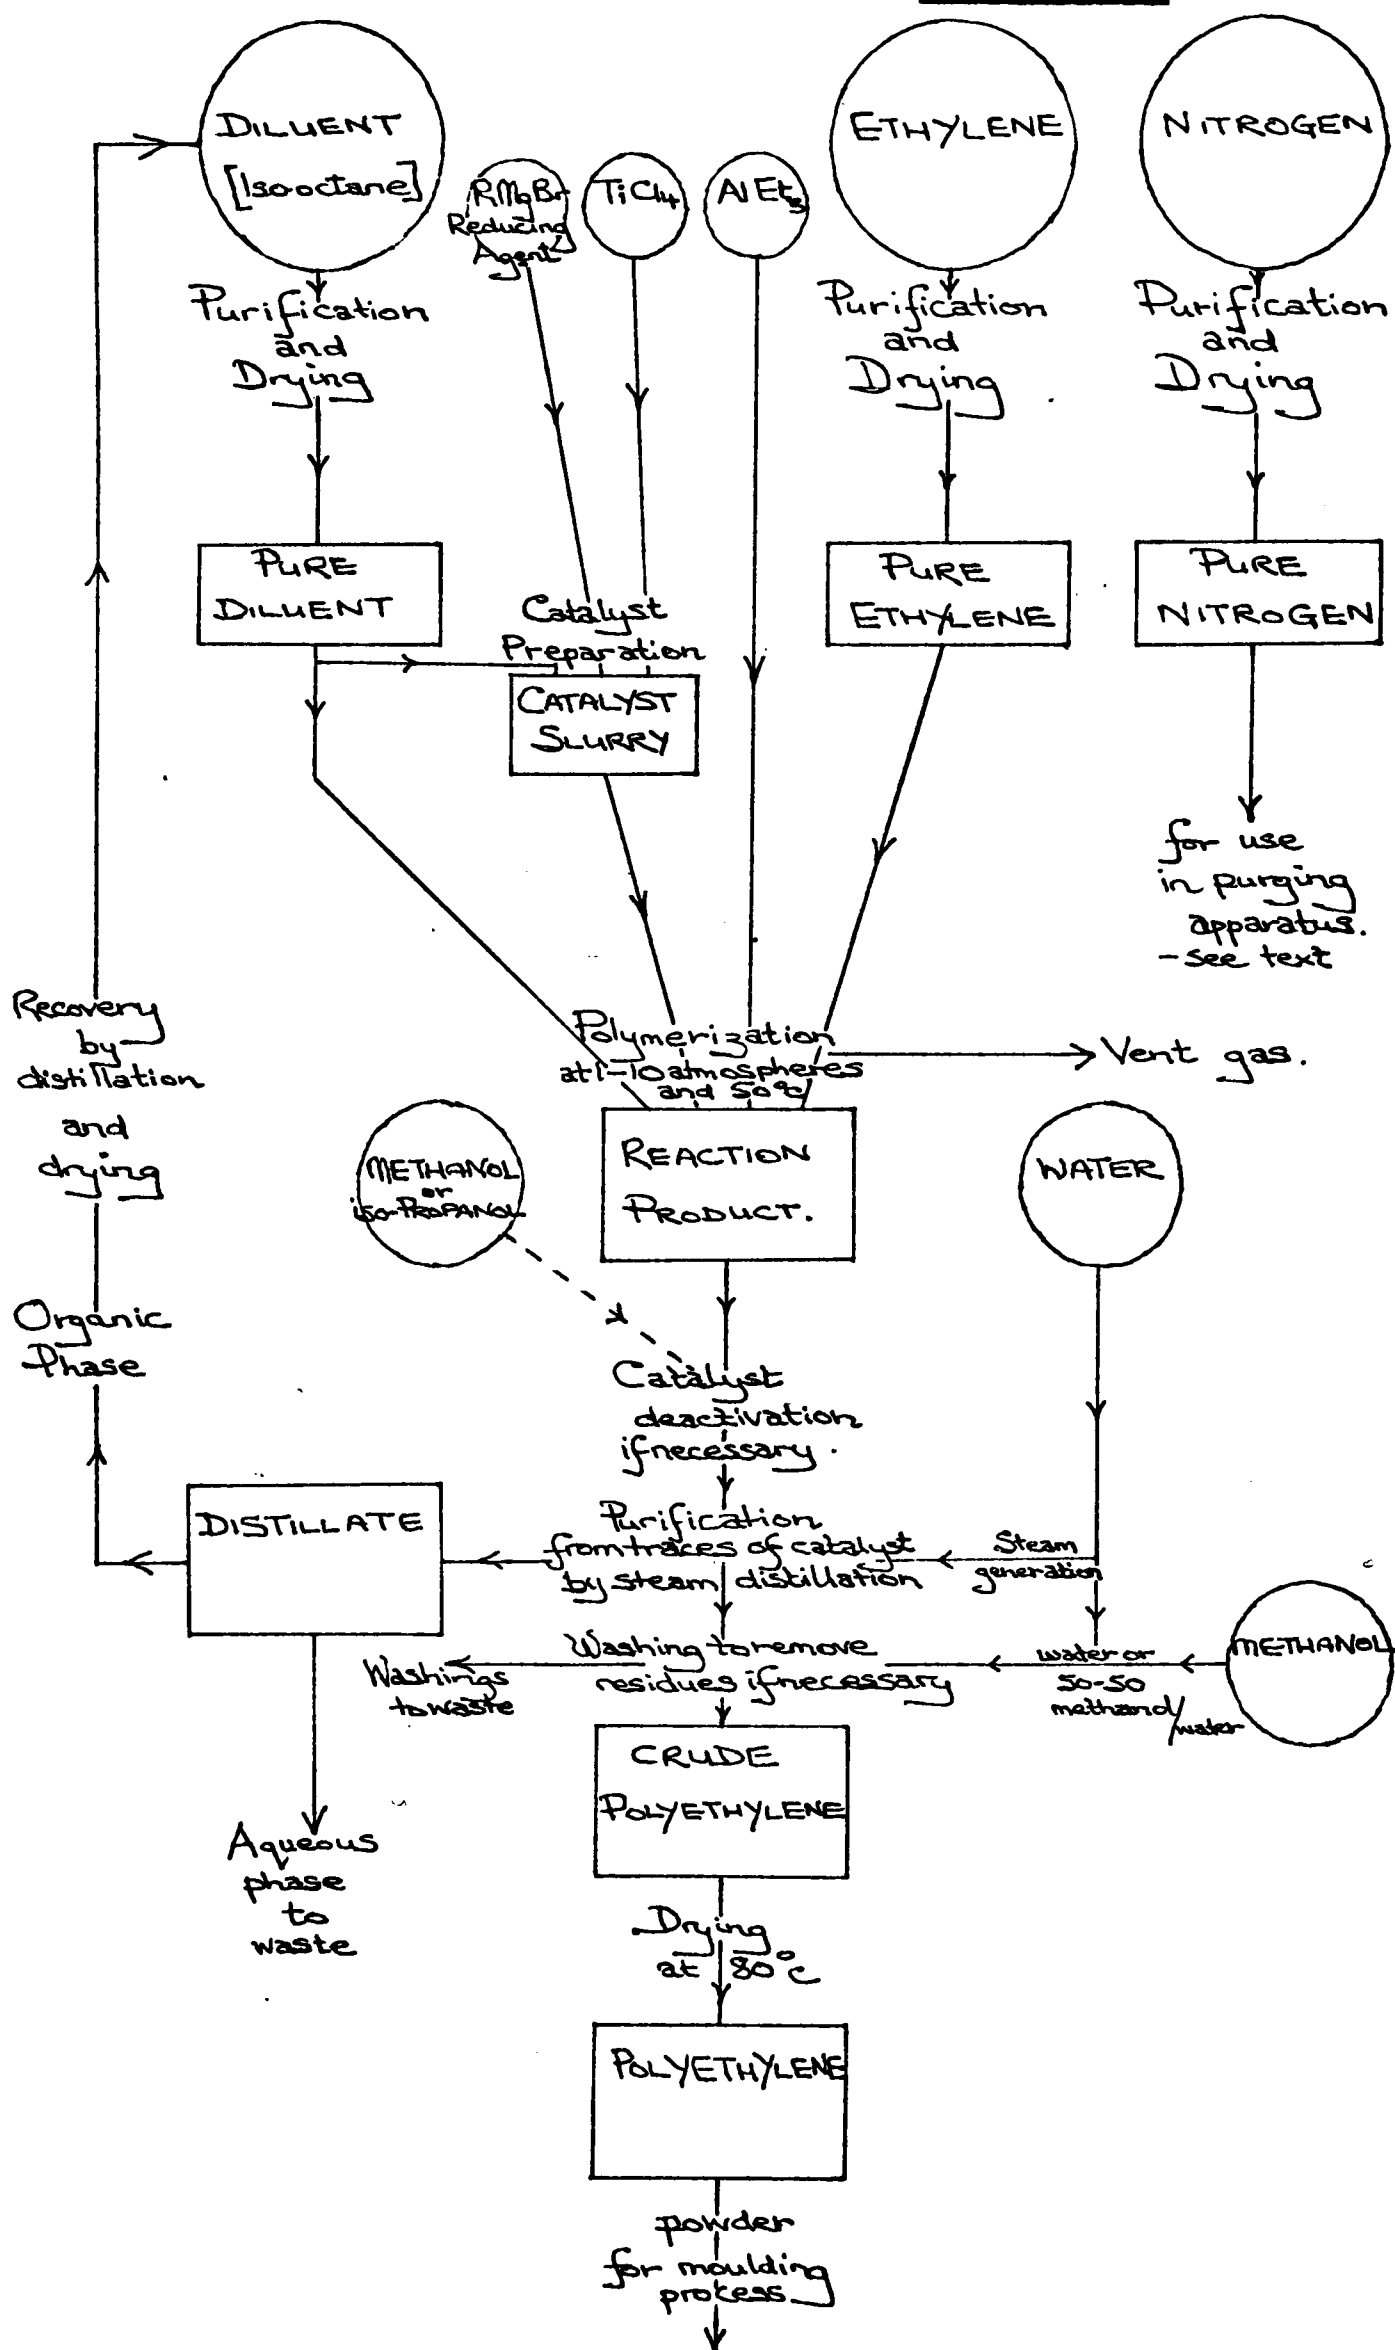 DILUENT
[Iso-octane]
RMgBr
Reducing
Agent
TiCl4
AlEt3
ETHYLENE
NITROGEN
Purification
and
Drying
Purification
and
Drying
Purification
and
Drying
PURE
DILUENT
Catalyst
Preparation
CATALYST
SLURRY
PURE
ETHYLENE
PURE
NITROGEN
for use
in purging
apparatus.
- see text
Recovery
by
distillation
and
drying
Polymerization
at 1-10 atmospheres
and 50°C
Vent gas.
METHANOL
or
iso-PROPANOL
REACTION
PRODUCT.
WATER
Organic
Phase
Catalyst
deactivation
if necessary.
DISTILLATE
Purification
from traces of catalyst
by steam distillation
Steam
generation
Washings
to waste
Washing to remove
residues if necessary
water or
50-50
methanol/water
METHANOL
CRUDE
POLYETHYLENE
Aqueous
phase
to
waste
Drying
at 80°C
POLYETHYLENE
powder
for moulding
process